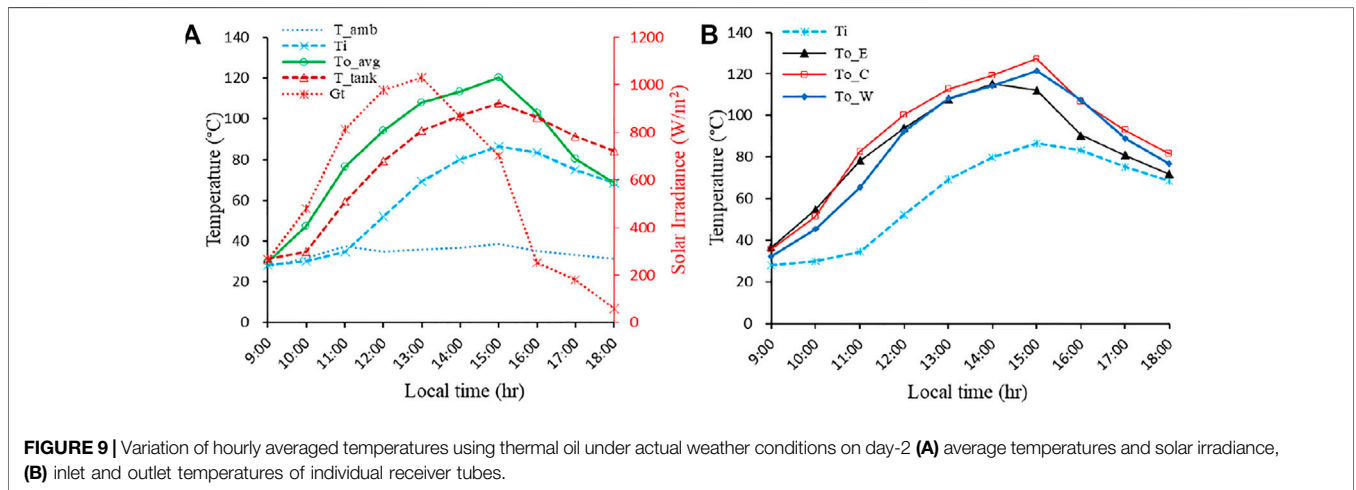 A
T_amb
Ti
To_avg
T_tank
Gt
Temperature (°C)
140
120
100
80
60
40
20
0
1200
1000
800
600
400
200
0
Solar Irradiance (W/m²)
9:00
10:00
11:00
12:00
13:00
14:00
15:00
16:00
17:00
18:00
Local time (hr)
B
Ti
To_E
To_C
To_W
Temperature (°C)
140
120
100
80
60
40
20
0
9:00
10:00
11:00
12:00
13:00
14:00
15:00
16:00
17:00
18:00
Local time (hr)
FIGURE 9 | Variation of hourly averaged temperatures using thermal oil under actual weather conditions on day-2 (A) average temperatures and solar irradiance,
(B) inlet and outlet temperatures of individual receiver tubes.